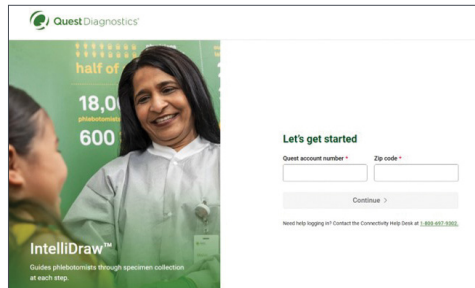 Quest Diagnostics®
half of
18,0
phlebotomists
600
Let's get started
Quest account number *
Zip code *
Continue >
Need help logging in? Contact the Connectivity Help Desk at 1-800-697-9302.
IntelliDraw™
Guides phlebotomists through specimen collection
at each step.